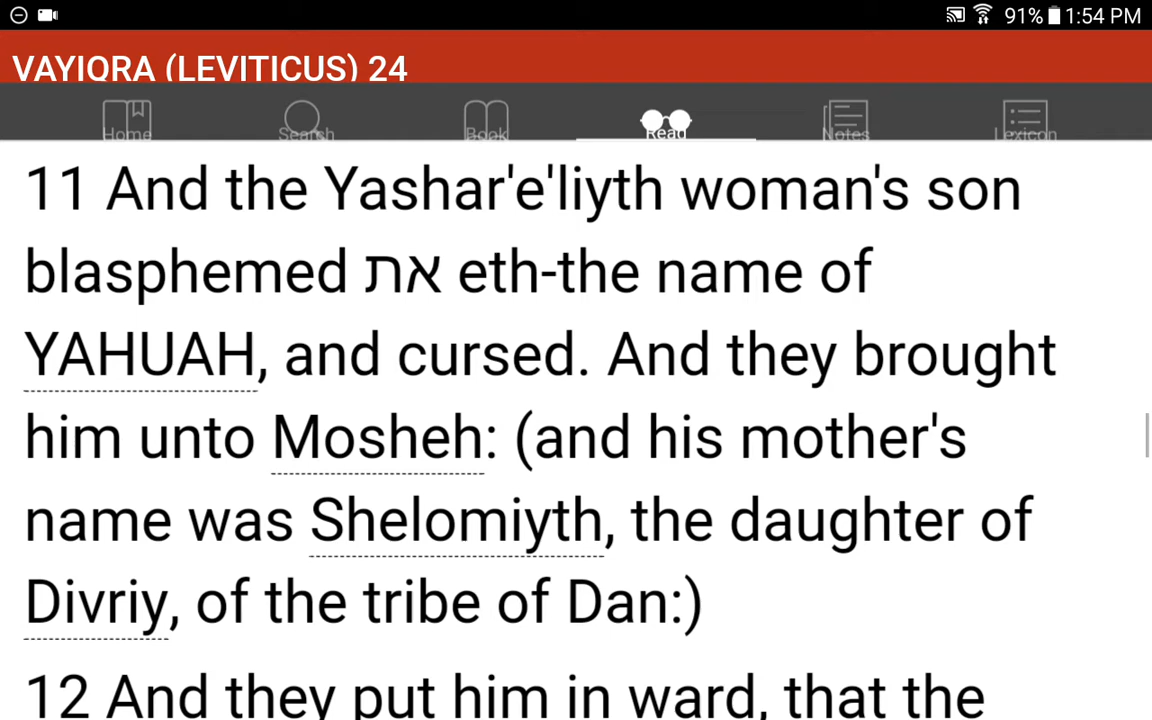 91% 1:54 PM
VAYIQRA (LEVITICUS) 24
Home Search Book Read Notes Lexicon
11 And the Yashar'e'liyth woman's son
blasphemed את eth-the name of
YAHUAH, and cursed. And they brought
him unto Mosheh: (and his mother's
name was Shelomiyth, the daughter of
Divriy, of the tribe of Dan:)
12 And they put him in ward, that the